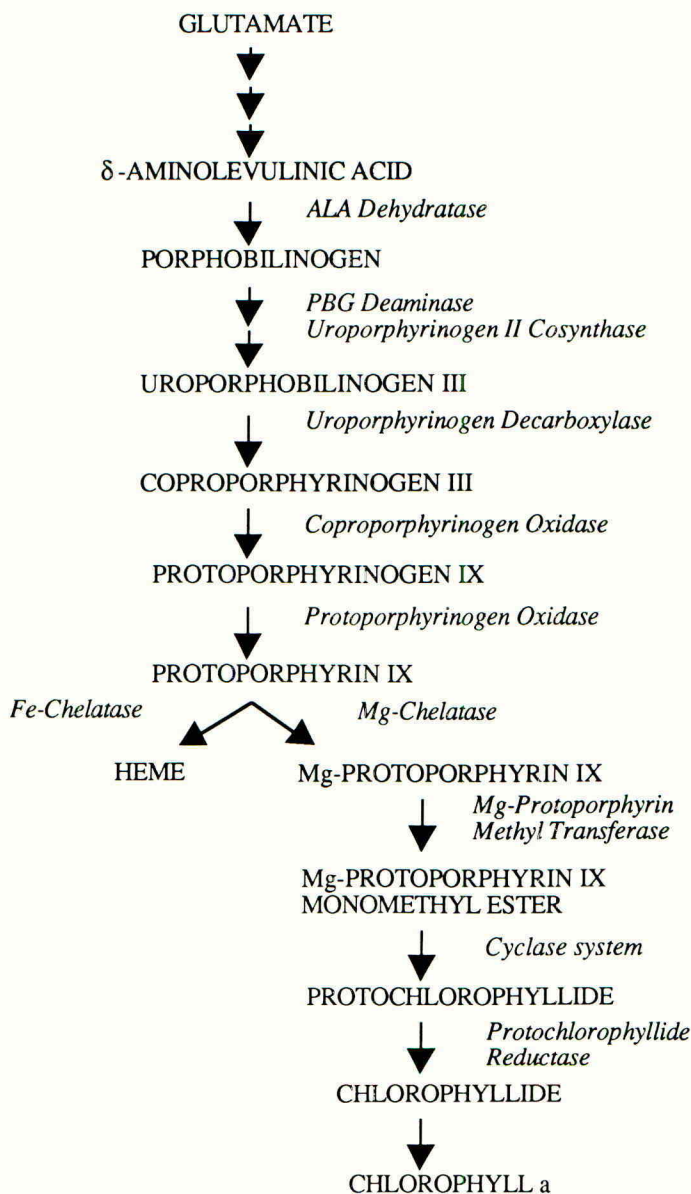 GLUTAMATE
δ-AMINOLEVULINIC ACID
ALA Dehydratase
PORPHOBILINOGEN
PBG Deaminase
Uroporphyrinogen II Cosynthase
UROPORPHOBILINOGEN III
Uroporphyrinogen Decarboxylase
COPROPORPHYRINOGEN III
Coproporphyrinogen Oxidase
PROTOPORPHYRINOGEN IX
Protoporphyrinogen Oxidase
PROTOPORPHYRIN IX
Fe-Chelatase Mg-Chelatase
HEME Mg-PROTOPORPHYRIN IX
Mg-Protoporphyrin
Methyl Transferase
Mg-PROTOPORPHYRIN IX
MONOMETHYL ESTER
Cyclase system
PROTOCHLOROPHYLLIDE
Protochlorophyllide
Reductase
CHLOROPHYLLIDE
CHLOROPHYLL a